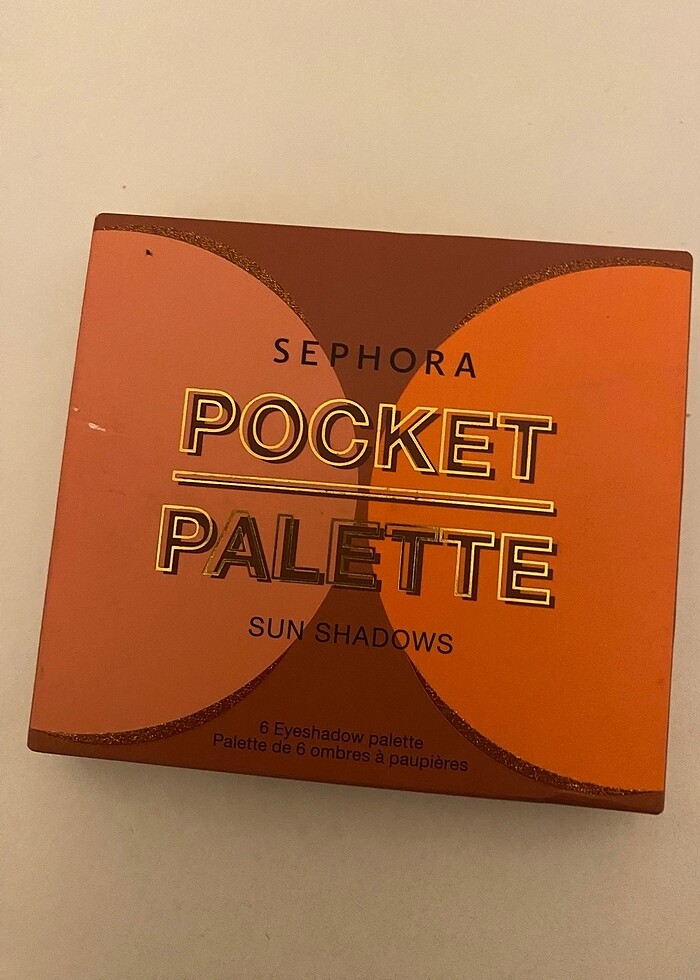 SEPHORA
POCKET
PALETTE
SUN SHADOWS
6 Eyeshadow palette
Palette de 6 ombres à paupières